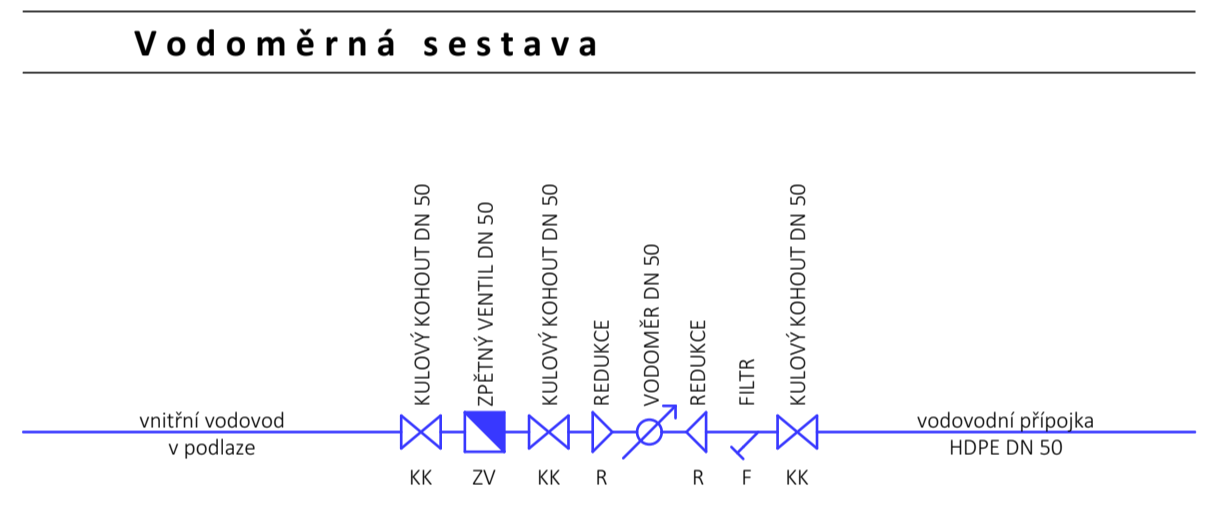 Vodoměrná sestava
KULOVÝ KOHOUT DN 50
ZPĚTNÝ VENTIL DN 50
KULOVÝ KOHOUT DN 50
REDUKCE
VODOMĚR DN 50
REDUKCE
FILTR
KULOVÝ KOHOUT DN 50
vnitřní vodovod
v podlaze
vodovodní přípojka
HDPE DN 50
KK
ZV
KK
R
R
F
KK